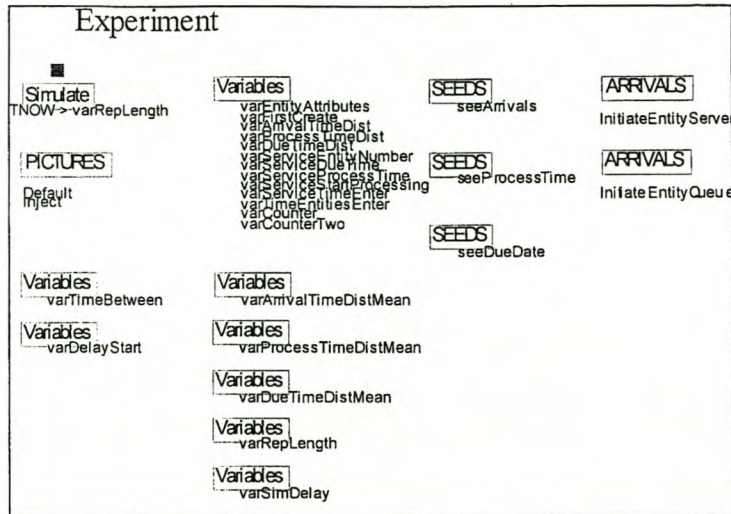 Experiment
Simulate
TNOW > varRepLength
PICTURES
Default
Inject
Variables
varTimeBetween
Variables
varDelayStart
Variables
varEntityAttributes
varFirstCreate
varArrivalTimeDist
varProcessTimeDist
varDueTimeDist
varServiceEntityNumber
varServiceDueTime
varServiceProcessTime
varServiceStartProcessing
varServiceTimeEnter
varTimeEntitiesEnter
varCounter
varCounterTwo
Variables
varArrivalTimeDistMean
Variables
varProcessTimeDistMean
Variables
varDueTimeDistMean
Variables
varRepLength
Variables
varSimDelay
SEEDS
seeArrivals
SEEDS
seeProcessTime
SEEDS
seeDueDate
ARRIVALS
InitiateEntityServer
ARRIVALS
InitiateEntityQueue